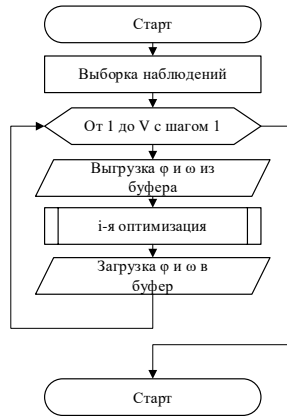 Старт
Выборка наблюдений
От 1 до V с шагом 1
Выгрузка φ и ω из
буфера
i-я оптимизация
Загрузка φ и ω в
буфер
Старт